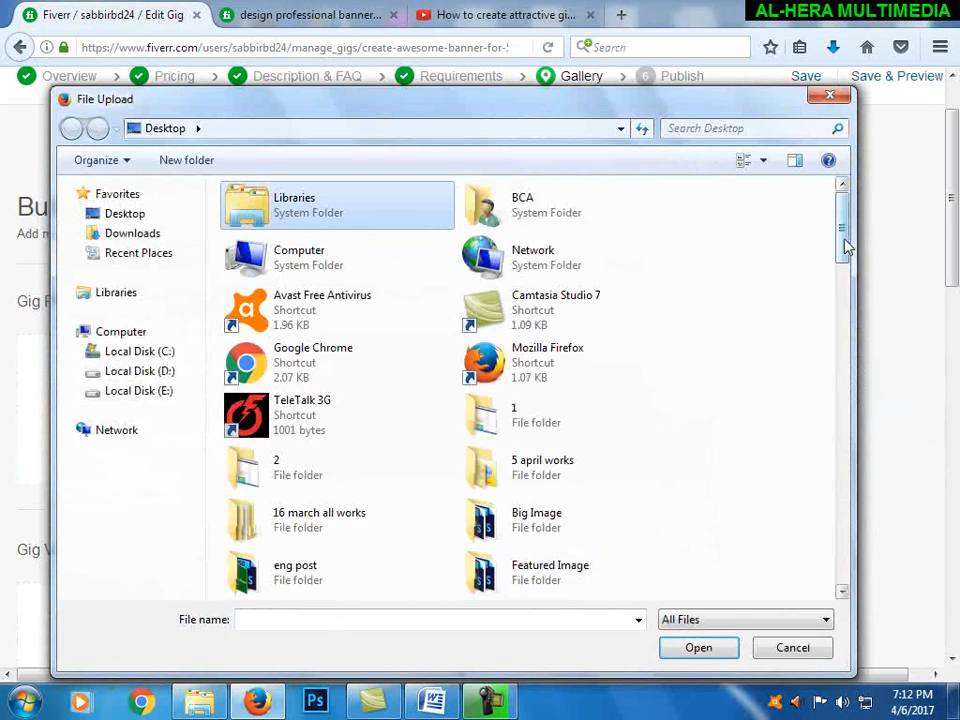 AL-HERA MULTIMEDIA
Fiverr / sabbirbd24 / Edit Gig
design professional banner...
How to create attractive gi...
https://www.fiverr.com/users/sabbirbd24/manage_gigs/create-awesome-banner-for-5
Search
Overview
Pricing
Description & FAQ
Requirements
Gallery
6 Publish
Save
Save & Preview
File Upload
Desktop
Search Desktop
Organize
New folder
Favorites
Desktop
Downloads
Recent Places
Libraries
Computer
Local Disk (C:)
Local Disk (D:)
Local Disk (E:)
Network
Libraries
System Folder
BCA
System Folder
Computer
System Folder
Network
System Folder
Avast Free Antivirus
Shortcut
1.96 KB
Camtasia Studio 7
Shortcut
1.09 KB
Google Chrome
Shortcut
2.07 KB
Mozilla Firefox
Shortcut
1.07 KB
TeleTalk 3G
Shortcut
1001 bytes
1
File folder
2
File folder
5 april works
File folder
16 march all works
File folder
Big Image
File folder
eng post
File folder
Featured Image
File folder
Bu
Add m
Gig F
Gig V
File name:
All Files
Open
Cancel
Ps
7:12 PM
4/6/2017